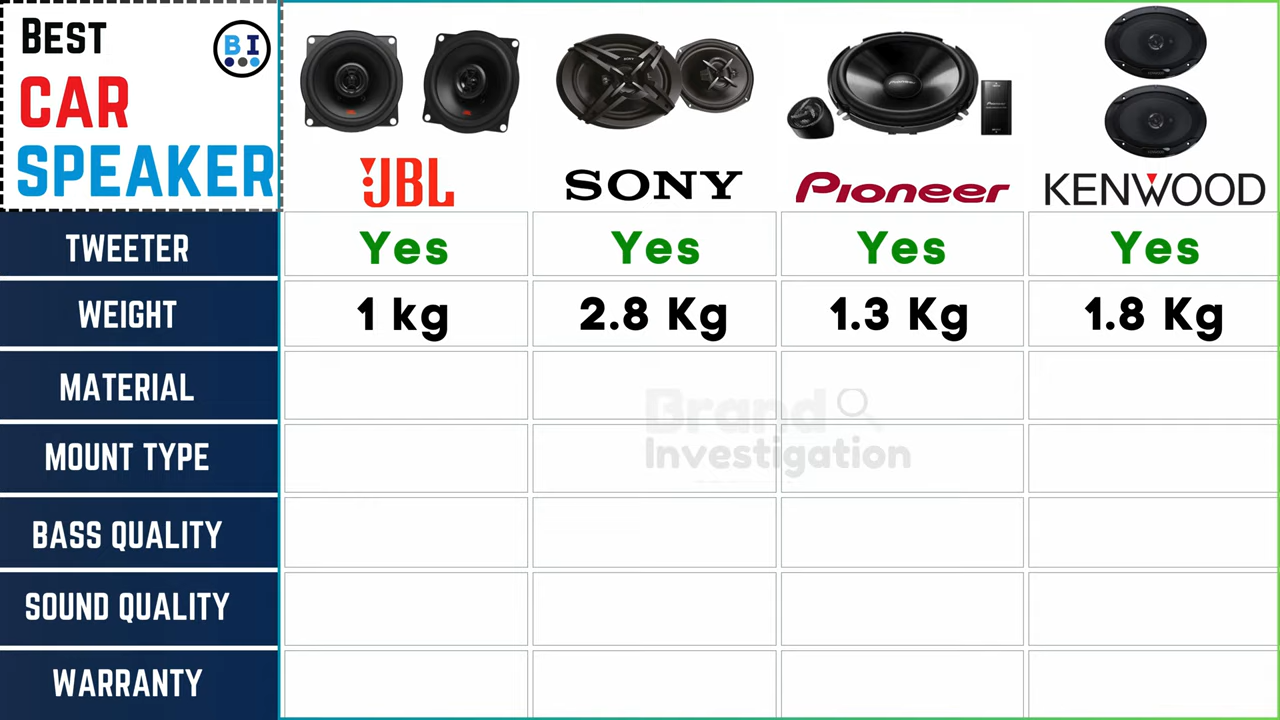 BEST
CAR
SPEAKER
BI
JBL
SONY
Pioneer
KENWOOD
TWEETER Yes Yes Yes Yes
WEIGHT 1 kg 2.8 Kg 1.3 Kg 1.8 Kg
MATERIAL
MOUNT TYPE
BASS QUALITY
SOUND QUALITY
WARRANTY
Brand
Investigation